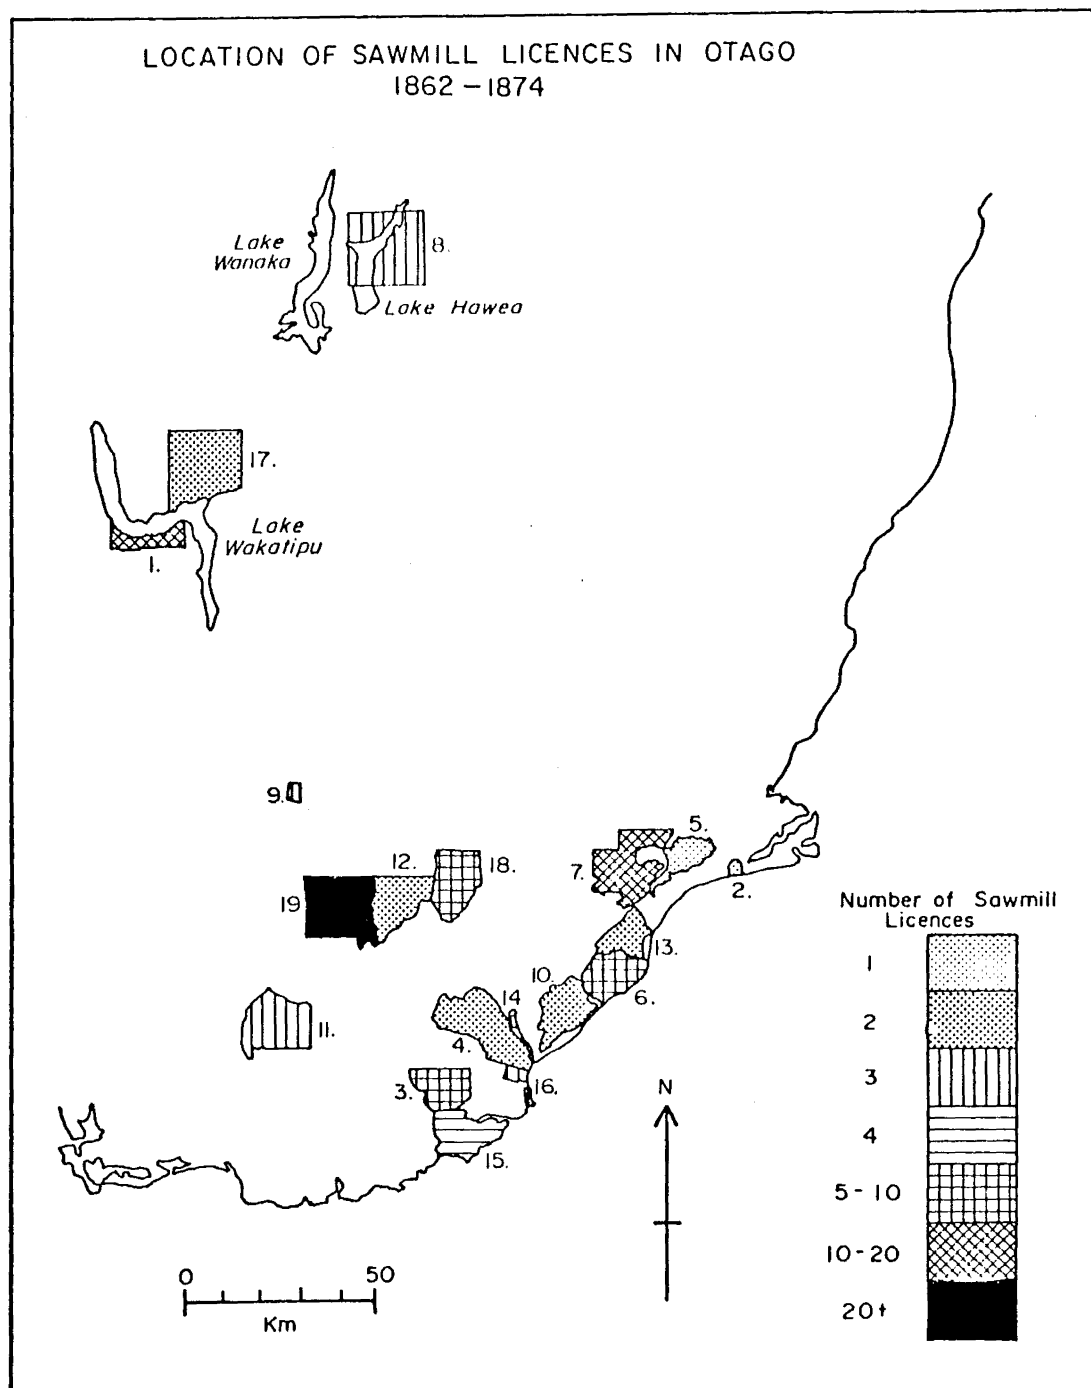 LOCATION OF SAWMILL LICENCES IN OTAGO
1862 – 1874
Lake
Wanaka
8.
Lake Hawea
17.
Lake
Wakatipu
1.
9.
5.
12.
18.
7.
2.
19
13.
10.
6.
14
11.
4.
3.
16.
15.
N
Number of Sawmill
Licences
1
2
3
4
5-10
10-20
20+
0 50
Km